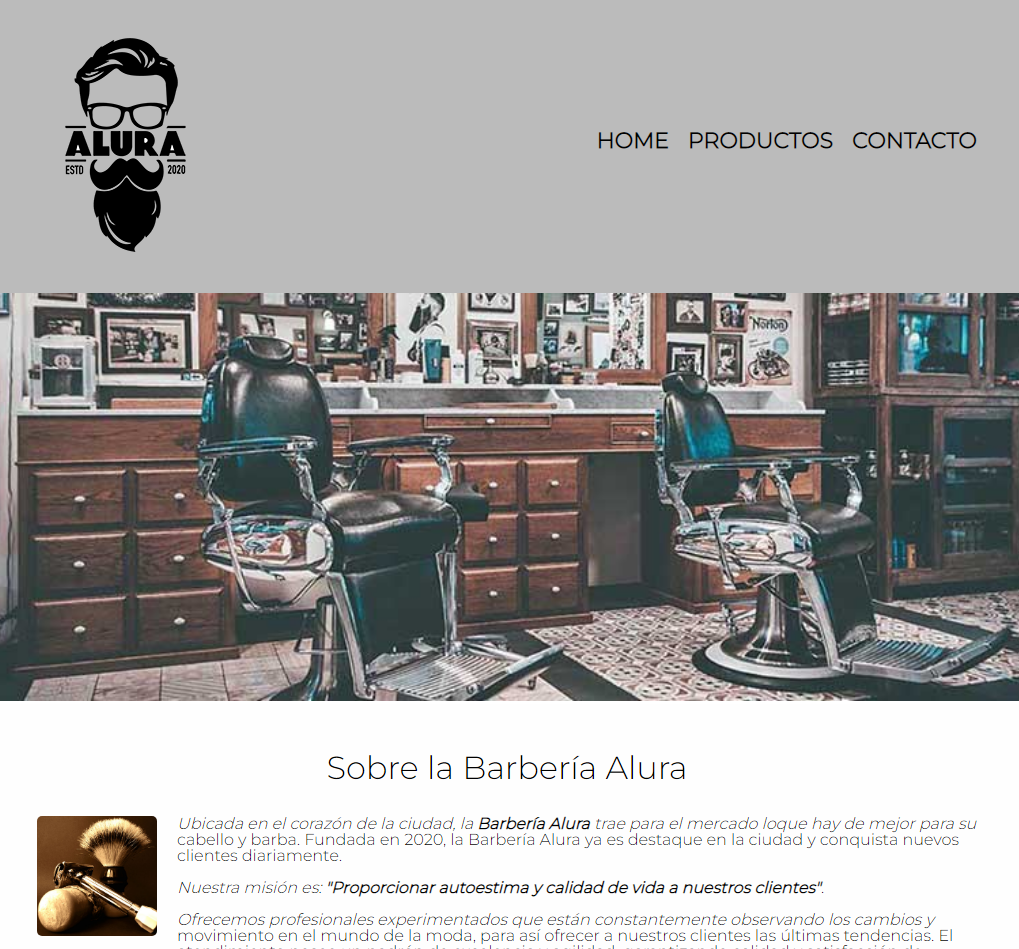 ALURA
ESTD 2020
HOME PRODUCTOS CONTACTO
Norton
Sobre la Barbería Alura
Ubicada en el corazón de la ciudad, la Barbería Alura trae para el mercado loque hay de mejor para su
cabello y barba. Fundada en 2020, la Barbería Alura ya es destaque en la ciudad y conquista nuevos
clientes diariamente.
Nuestra misión es: "Proporcionar autoestima y calidad de vida a nuestros clientes".
Ofrecemos profesionales experimentados que están constantemente observando los cambios y
movimiento en el mundo de la moda, para así ofrecer a nuestros clientes las últimas tendencias. El